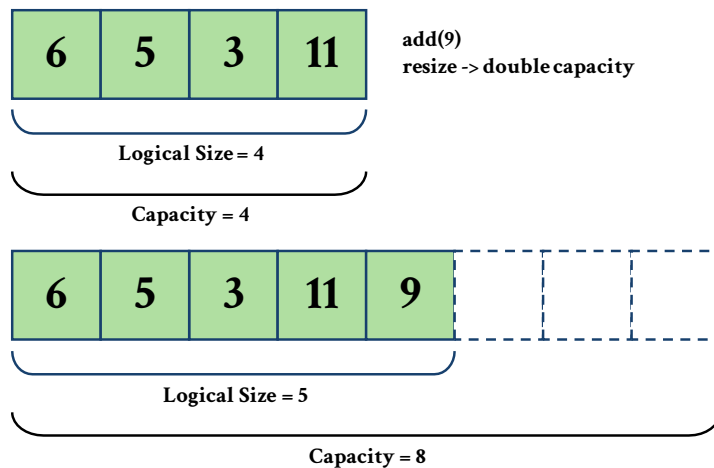 6 5 3 11
add(9)
resize -> double capacity
Logical Size = 4
Capacity = 4
6 5 3 11 9
Logical Size = 5
Capacity = 8